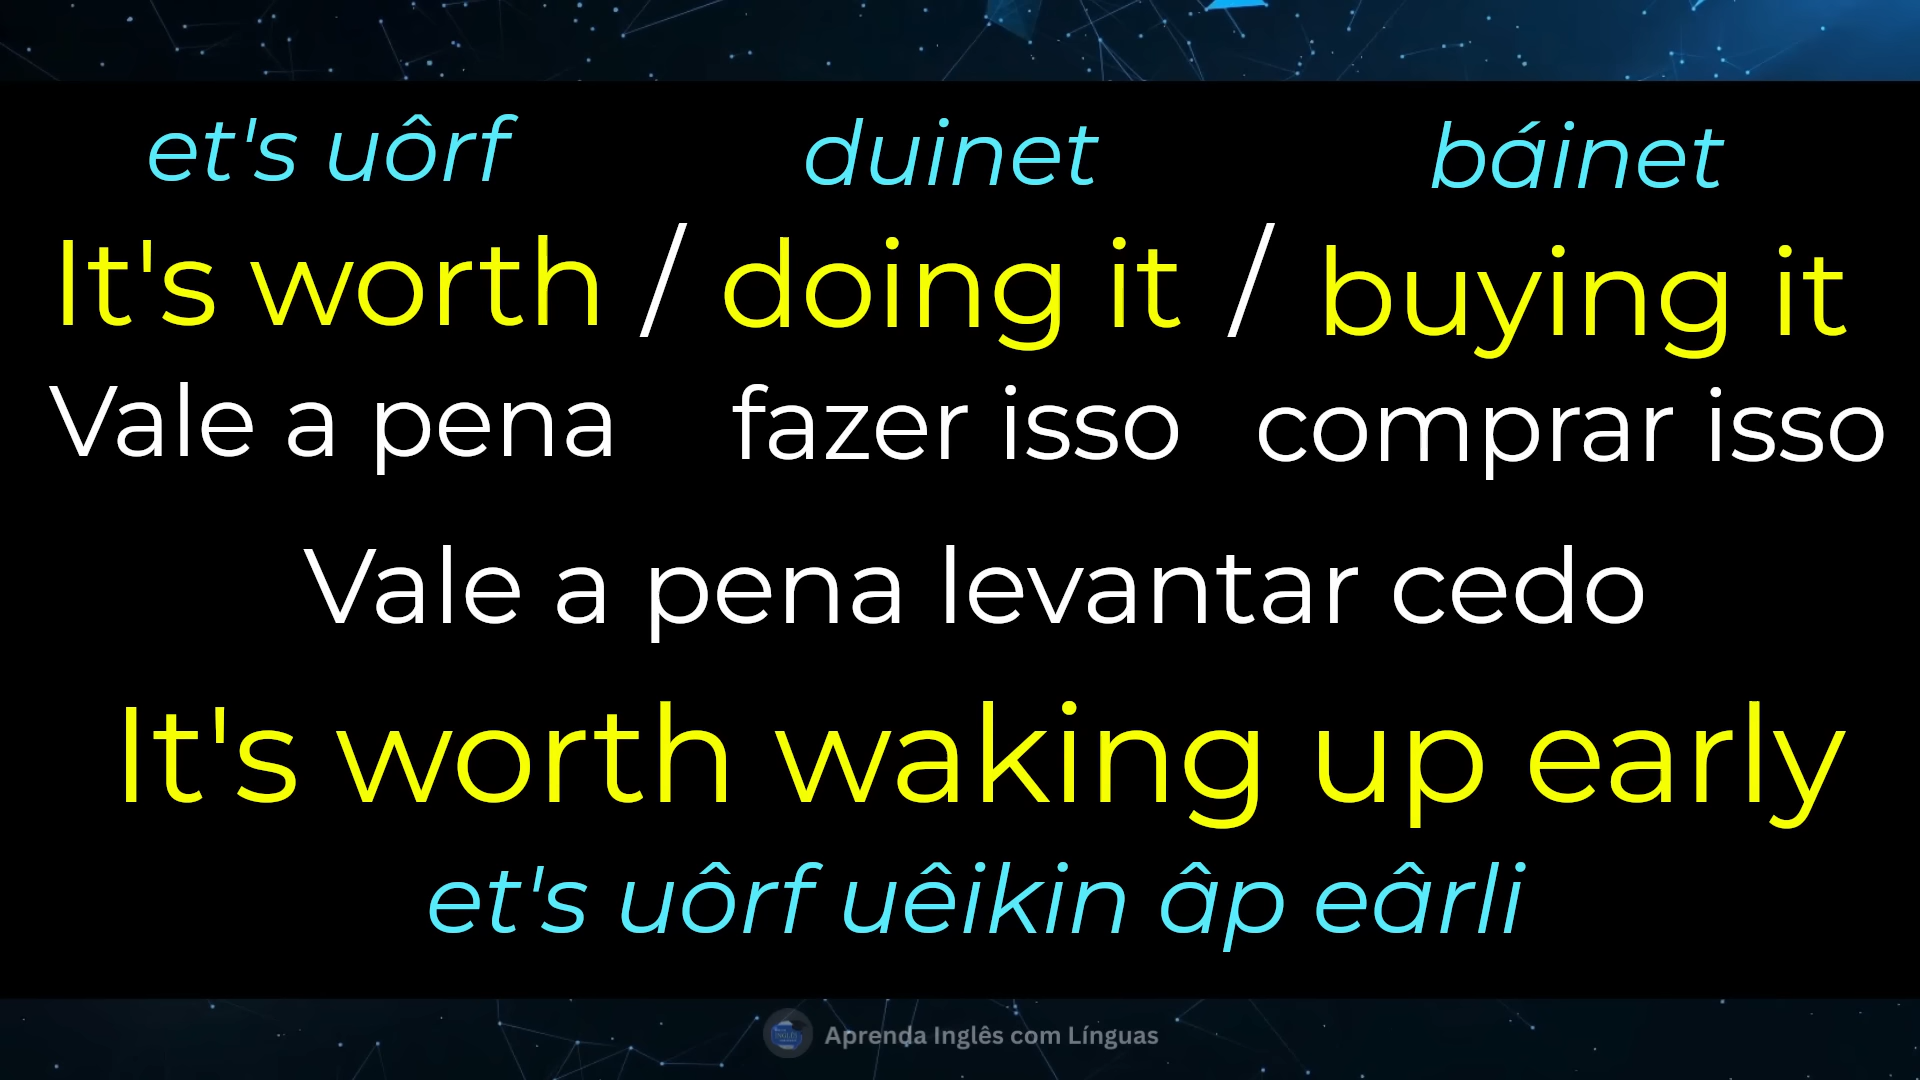 et's uôrf duinet báinet
It's worth / doing it / buying it
Vale a pena fazer isso comprar isso
Vale a pena levantar cedo
It's worth waking up early
et's uôrf uêikin âp eârli
Aprenda Inglês com Línguas